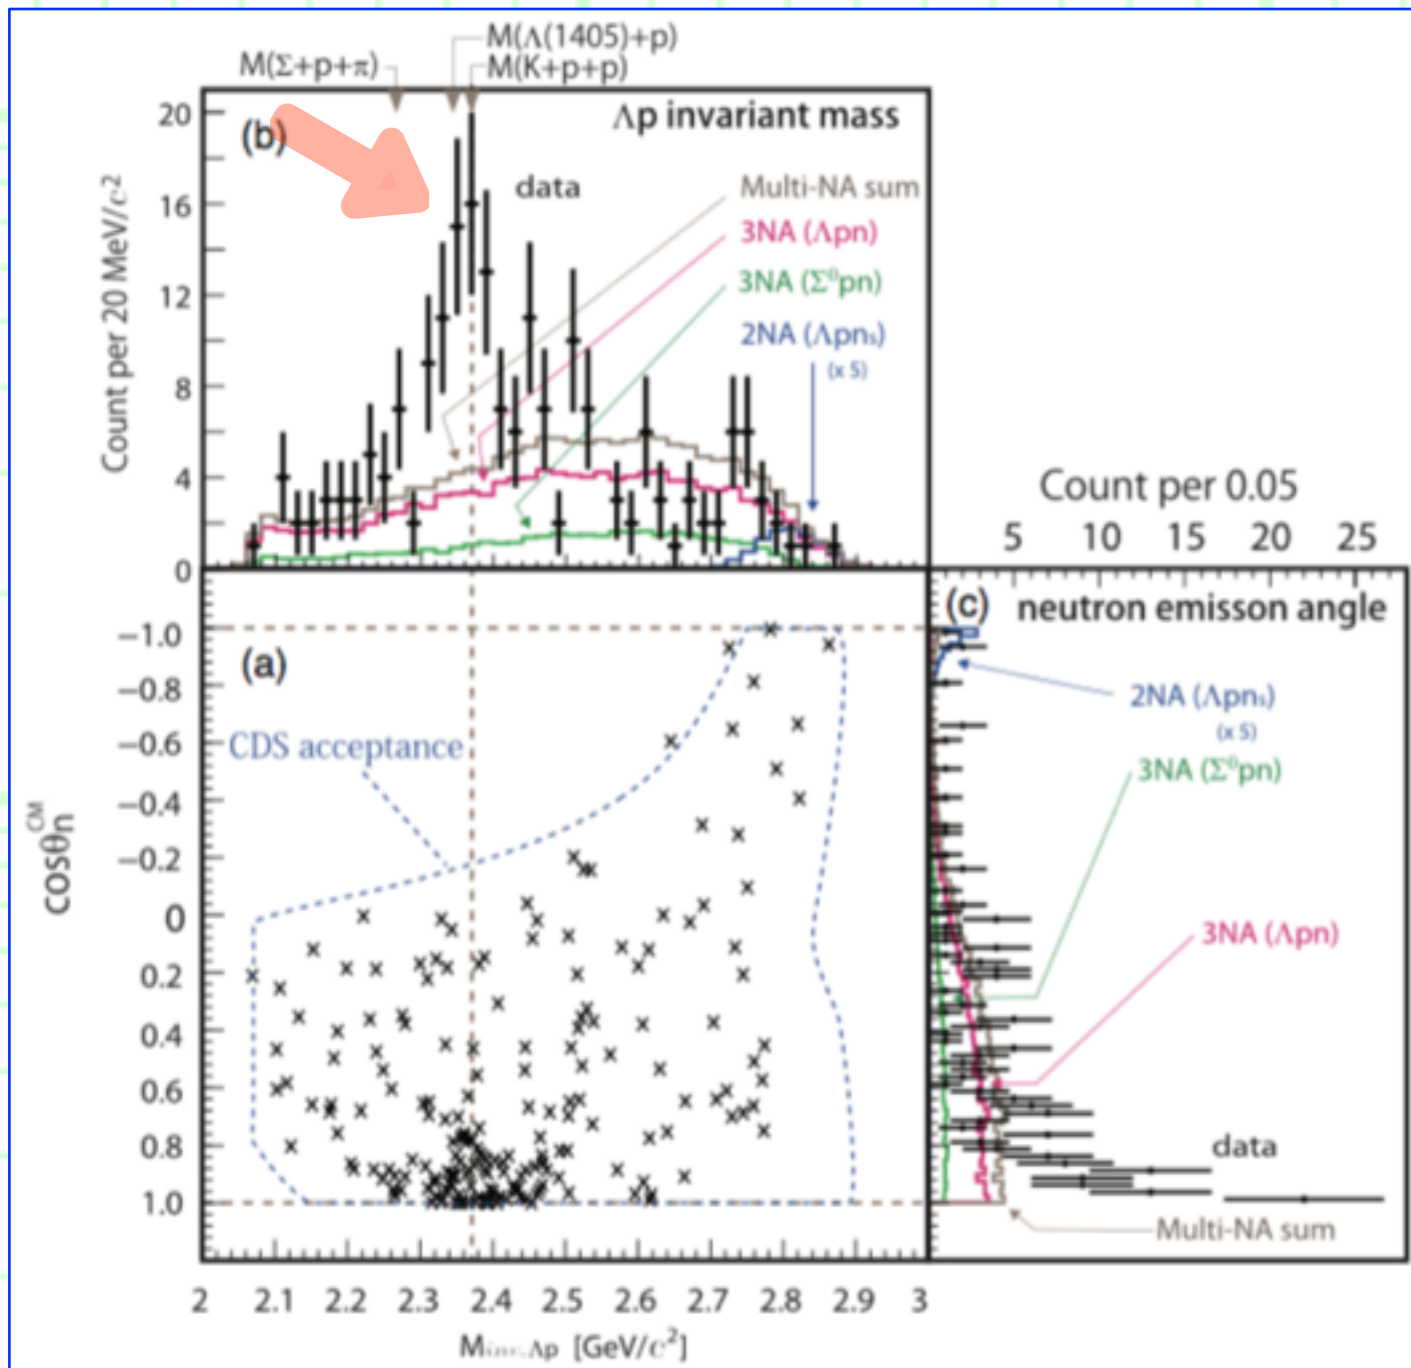 M(Λ(1405)+p)
M(Σ+p+π)
M(K+p+p)
(b)
Λp invariant mass
data
Multi-NA sum
3NA (Λpn)
3NA (Σ⁰pn)
2NA (Λpnₛ)
(x 5)
Count per 20 MeV/c²
20
16
12
8
4
0
Count per 0.05
5 10 15 20 25
(a)
CDS acceptance
cosθₙᶜᴹ
−1.0
−0.8
−0.6
−0.4
−0.2
0
0.2
0.4
0.6
0.8
1.0
(c) neutron emisson angle
2NA (Λpnₛ)
(x 5)
3NA (Σ⁰pn)
3NA (Λpn)
data
Multi-NA sum
2 2.1 2.2 2.3 2.4 2.5 2.6 2.7 2.8 2.9 3
M inv. Λp [GeV/c²]